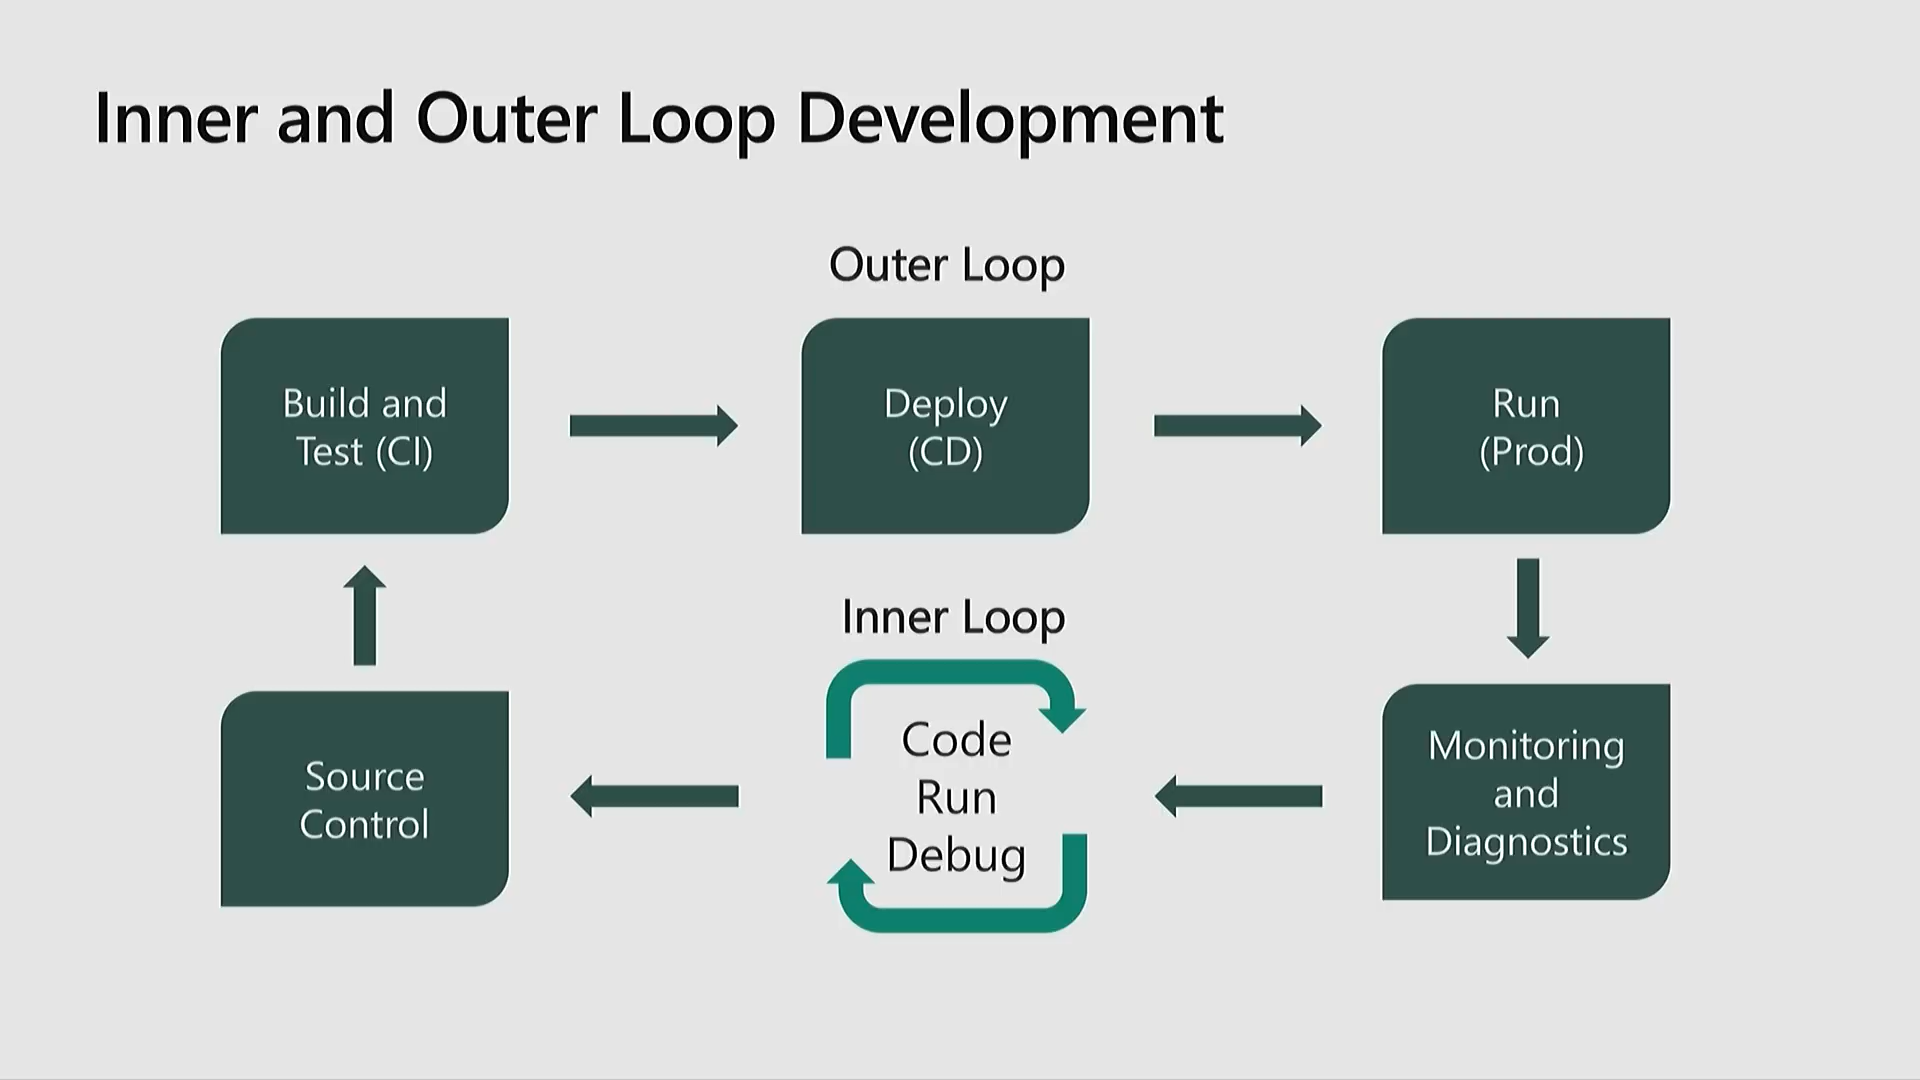 Inner and Outer Loop Development
Outer Loop
Build and
Test (CI)
Deploy
(CD)
Run
(Prod)
Inner Loop
Source
Control
Code
Run
Debug
Monitoring
and
Diagnostics